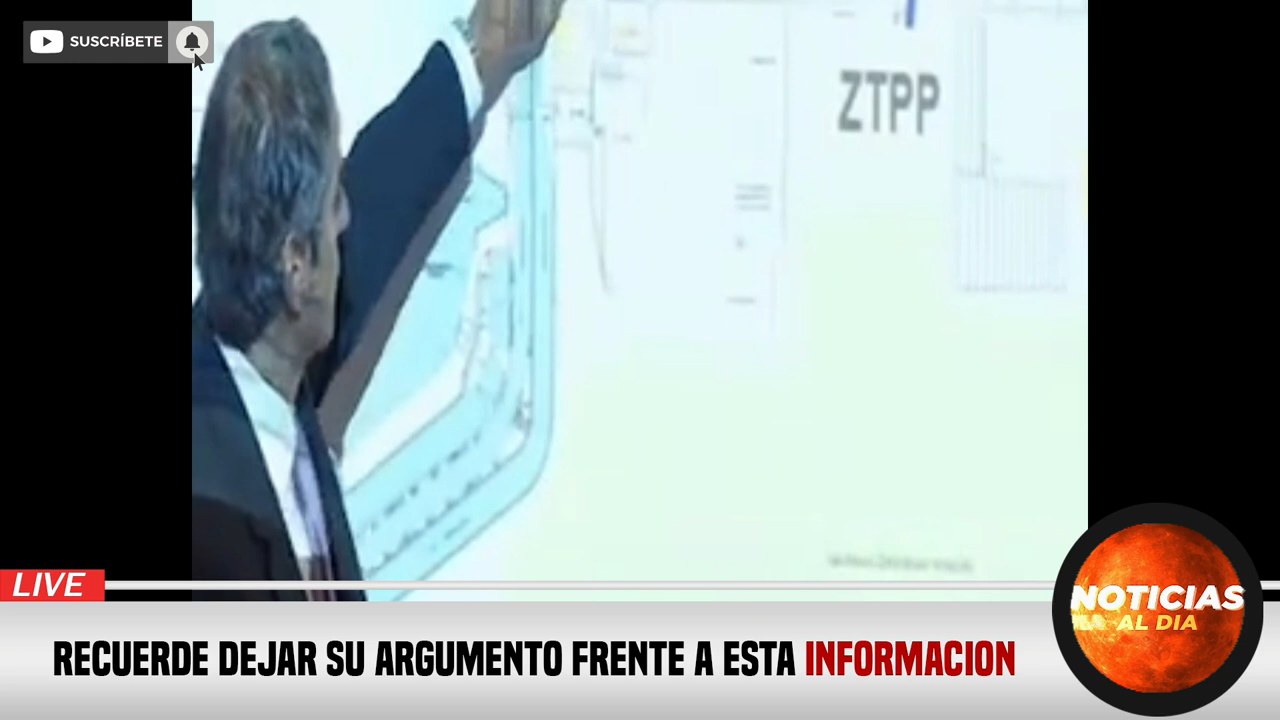 SUSCRÍBETE
ZTPP
LIVE
NOTICIAS
AL DIA
RECUERDE DEJAR SU ARGUMENTO FRENTE A ESTA INFORMACION